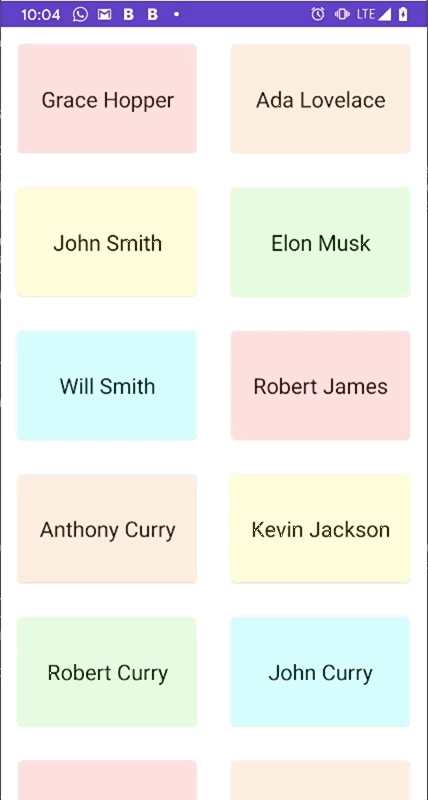 10:04 B B LTE
Grace Hopper Ada Lovelace
John Smith Elon Musk
Will Smith Robert James
Anthony Curry Kevin Jackson
Robert Curry John Curry